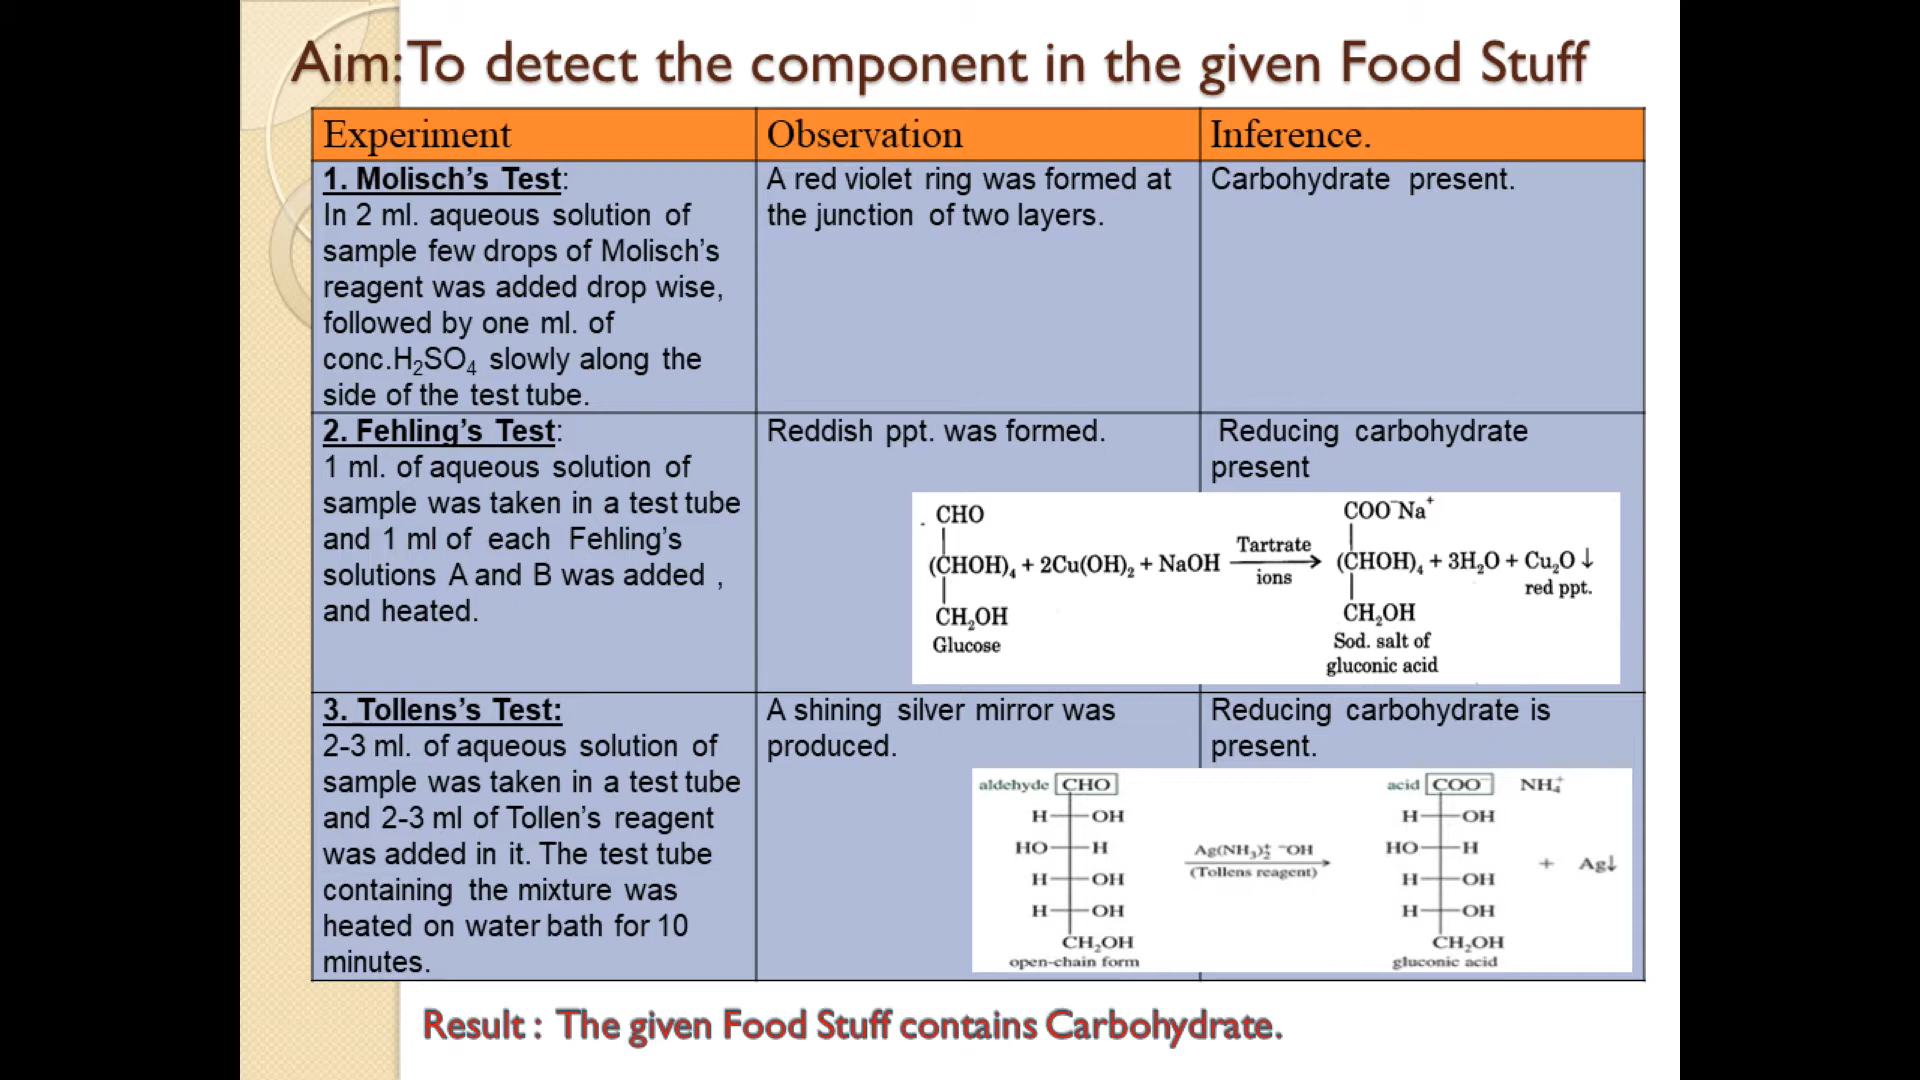 Aim: To detect the component in the given Food Stuff
Experiment
Observation
Inference.
1. Molisch’s Test:
In 2 ml. aqueous solution of
sample few drops of Molisch’s
reagent was added drop wise,
followed by one ml. of
conc.H₂SO₄ slowly along the
side of the test tube.
A red violet ring was formed at
the junction of two layers.
Carbohydrate present.
2. Fehling’s Test:
1 ml. of aqueous solution of
sample was taken in a test tube
and 1 ml of each Fehling’s
solutions A and B was added ,
and heated.
Reddish ppt. was formed.
Reducing carbohydrate
present
CHO
(CHOH)₄ + 2Cu(OH)₂ + NaOH
CH₂OH
Glucose
Tartrate
ions
COO⁻Na⁺
(CHOH)₄ + 3H₂O + Cu₂O ↓
red ppt.
CH₂OH
Sod. salt of
gluconic acid
3. Tollens’s Test:
2-3 ml. of aqueous solution of
sample was taken in a test tube
and 2-3 ml of Tollen’s reagent
was added in it. The test tube
containing the mixture was
heated on water bath for 10
minutes.
A shining silver mirror was
produced.
Reducing carbohydrate is
present.
aldehyde CHO
H OH
HO H
H OH
H OH
CH₂OH
open-chain form
Ag(NH₃)₂⁺ ⁻OH
(Tollens reagent)
acid COO⁻ NH₄⁺
H OH
HO H
H OH
H OH
CH₂OH
gluconic acid
+ Ag↓
Result : The given Food Stuff contains Carbohydrate.